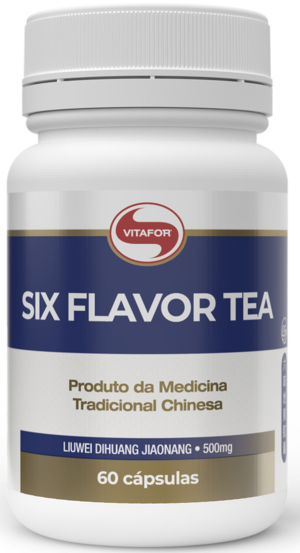 VITAFOR®
SIX FLAVOR TEA
Produto da Medicina
Tradicional Chinesa
LIUWEI DIHUANG JIAONANG • 500mg
60 cápsulas